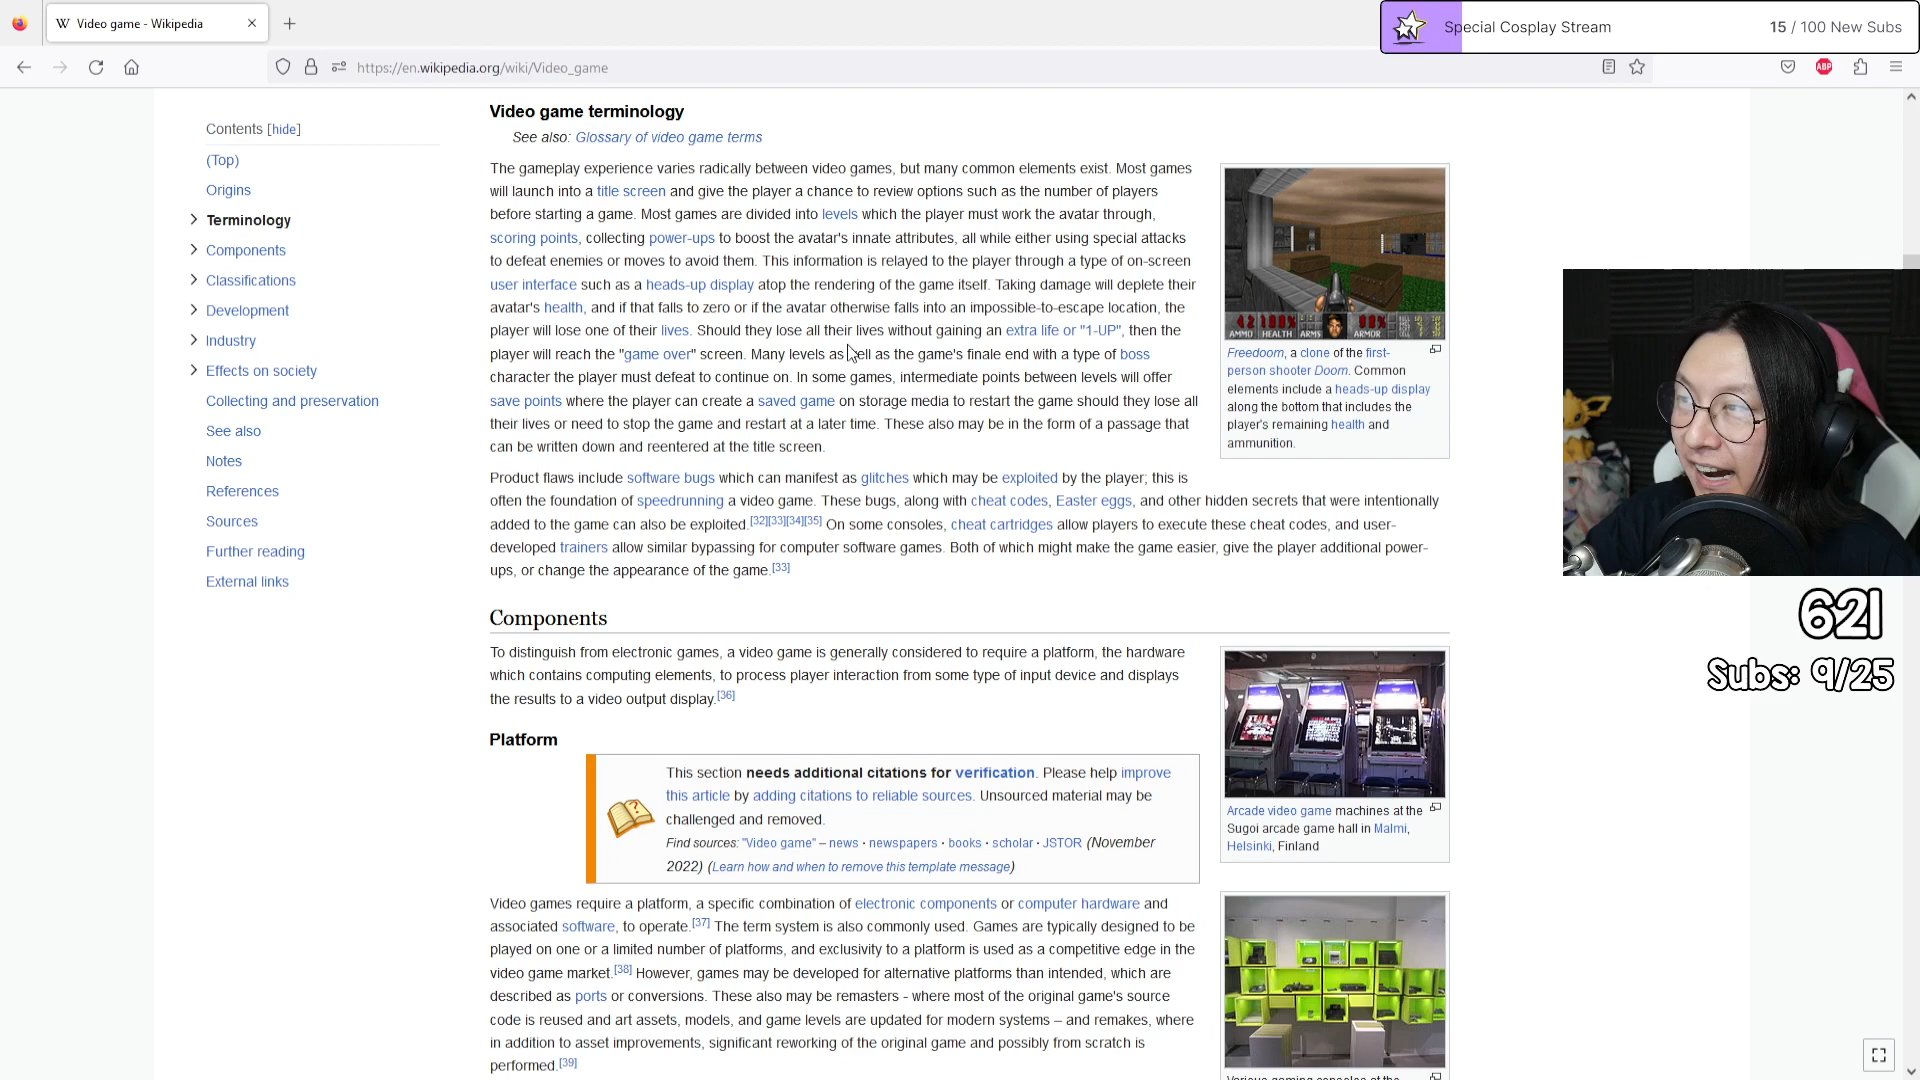 Video game - Wikipedia
Special Cosplay Stream
15 / 100 New Subs
https://en.wikipedia.org/wiki/Video_game
ABP
Contents [hide]
(Top)
Origins
Terminology
Components
Classifications
Development
Industry
Effects on society
Collecting and preservation
See also
Notes
References
Sources
Further reading
External links
Video game terminology
See also: Glossary of video game terms
The gameplay experience varies radically between video games, but many common elements exist. Most games
will launch into a title screen and give the player a chance to review options such as the number of players
before starting a game. Most games are divided into levels which the player must work the avatar through,
scoring points, collecting power-ups to boost the avatar's innate attributes, all while either using special attacks
to defeat enemies or moves to avoid them. This information is relayed to the player through a type of on-screen
user interface such as a heads-up display atop the rendering of the game itself. Taking damage will deplete their
avatar's health, and if that falls to zero or if the avatar otherwise falls into an impossible-to-escape location, the
player will lose one of their lives. Should they lose all their lives without gaining an extra life or "1-UP", then the
player will reach the "game over" screen. Many levels as well as the game's finale end with a type of boss
character the player must defeat to continue on. In some games, intermediate points between levels will offer
save points where the player can create a saved game on storage media to restart the game should they lose all
their lives or need to stop the game and restart at a later time. These also may be in the form of a passage that
can be written down and reentered at the title screen.
AMMO HEALTH ARMS ARMOR
Freedoom, a clone of the first-
person shooter Doom. Common
elements include a heads-up display
along the bottom that includes the
player's remaining health and
ammunition.
Product flaws include software bugs which can manifest as glitches which may be exploited by the player; this is
often the foundation of speedrunning a video game. These bugs, along with cheat codes, Easter eggs, and other hidden secrets that were intentionally
added to the game can also be exploited.[32][33][34][35] On some consoles, cheat cartridges allow players to execute these cheat codes, and user-
developed trainers allow similar bypassing for computer software games. Both of which might make the game easier, give the player additional power-
ups, or change the appearance of the game.[33]
Components
To distinguish from electronic games, a video game is generally considered to require a platform, the hardware
which contains computing elements, to process player interaction from some type of input device and displays
the results to a video output display.[36]
Platform
This section needs additional citations for verification. Please help improve
this article by adding citations to reliable sources. Unsourced material may be
challenged and removed.
Find sources: "Video game" – news · newspapers · books · scholar · JSTOR (November
2022) (Learn how and when to remove this template message)
Arcade video game machines at the
Sugoi arcade game hall in Malmi,
Helsinki, Finland
Video games require a platform, a specific combination of electronic components or computer hardware and
associated software, to operate.[37] The term system is also commonly used. Games are typically designed to be
played on one or a limited number of platforms, and exclusivity to a platform is used as a competitive edge in the
video game market.[38] However, games may be developed for alternative platforms than intended, which are
described as ports or conversions. These also may be remasters - where most of the original game's source
code is reused and art assets, models, and game levels are updated for modern systems – and remakes, where
in addition to asset improvements, significant reworking of the original game and possibly from scratch is
performed.[39]
621
Subs: 9/25